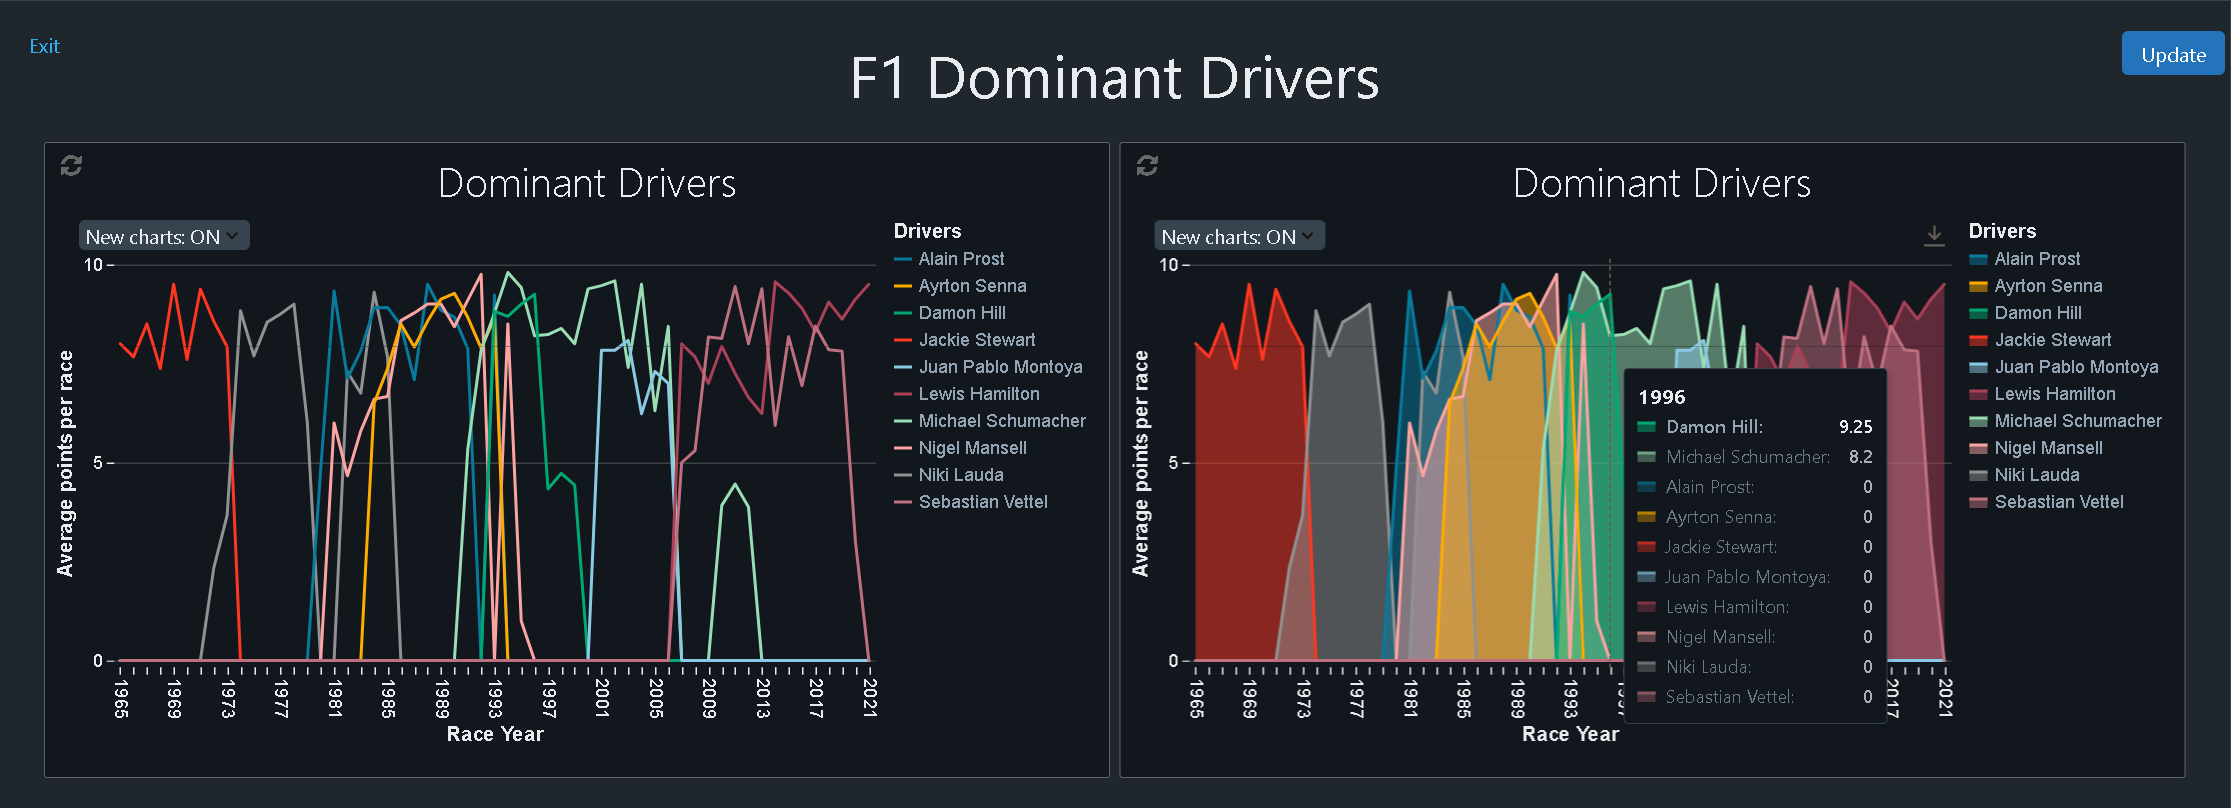 Exit
F1 Dominant Drivers
Update
Dominant Drivers
New charts: ON
Average points per race
10
5
0
1965
1969
1973
1977
1981
1985
1989
1993
1997
2001
2005
2009
2013
2017
2021
Race Year
Drivers
Alain Prost
Ayrton Senna
Damon Hill
Jackie Stewart
Juan Pablo Montoya
Lewis Hamilton
Michael Schumacher
Nigel Mansell
Niki Lauda
Sebastian Vettel
Dominant Drivers
New charts: ON
Average points per race
10
5
0
1965
1969
1973
1977
1981
1985
1989
1993
2017
2021
Race Year
1996
Damon Hill: 9.25
Michael Schumacher: 8.2
Alain Prost: 0
Ayrton Senna: 0
Jackie Stewart: 0
Juan Pablo Montoya: 0
Lewis Hamilton: 0
Nigel Mansell: 0
Niki Lauda: 0
Sebastian Vettel: 0
Drivers
Alain Prost
Ayrton Senna
Damon Hill
Jackie Stewart
Juan Pablo Montoya
Lewis Hamilton
Michael Schumacher
Nigel Mansell
Niki Lauda
Sebastian Vettel